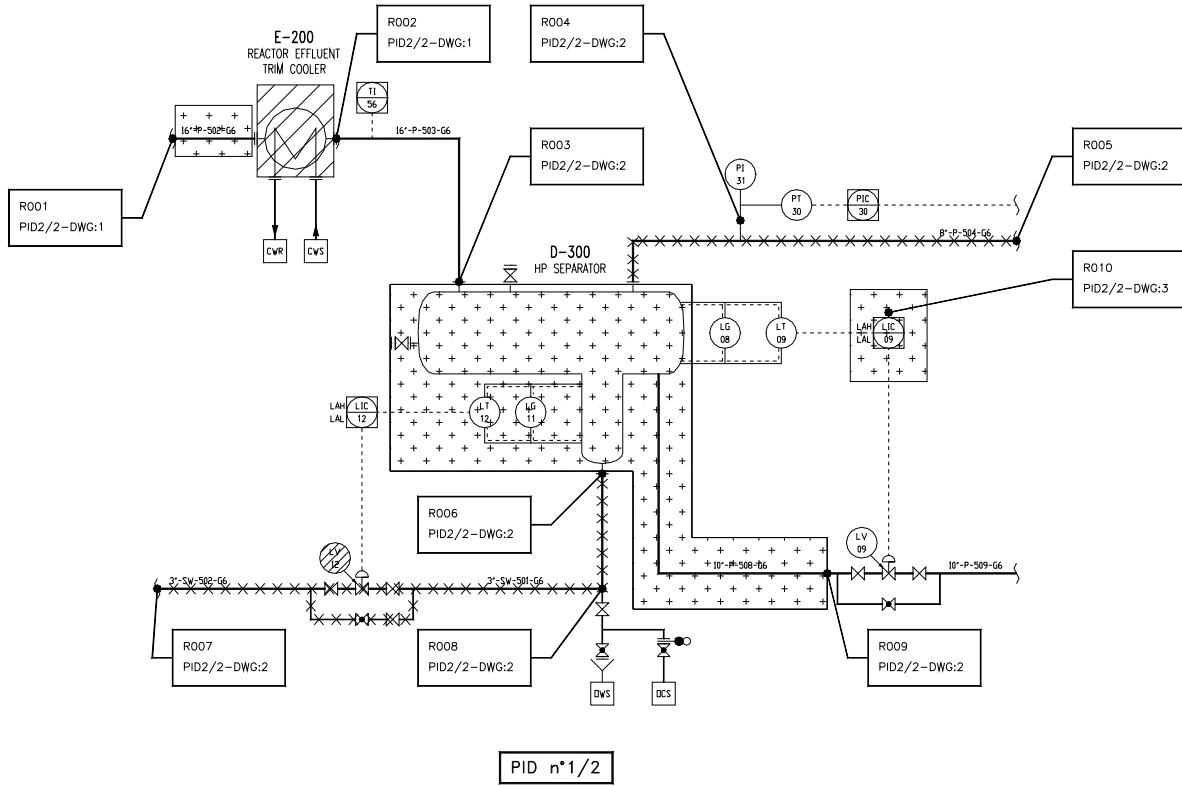 R002
PID2/2-DWG:1
R004
PID2/2-DWG:2
E-200
REACTOR EFFLUENT
TRIM COOLER
TI
56
16"-P-502-G6
16"-P-503-G6
R003
PID2/2-DWG:2
R005
PID2/2-DWG:2
PI
31
PT
30
PIC
30
R001
PID2/2-DWG:1
8"-P-504-G6
CWR
CWS
D-300
HP SEPARATOR
R010
PID2/2-DWG:3
LG
08
LT
09
LAH
LAL
LIC
09
LAH
LAL
LIC
12
LT
12
LG
11
R006
PID2/2-DWG:2
LV
12
LV
09
3"-SW-502-G6
3"-SW-501-G6
10"-P-508-G6
10"-P-509-G6
R007
PID2/2-DWG:2
R008
PID2/2-DWG:2
R009
PID2/2-DWG:2
OWS
OCS
PID n°1/2